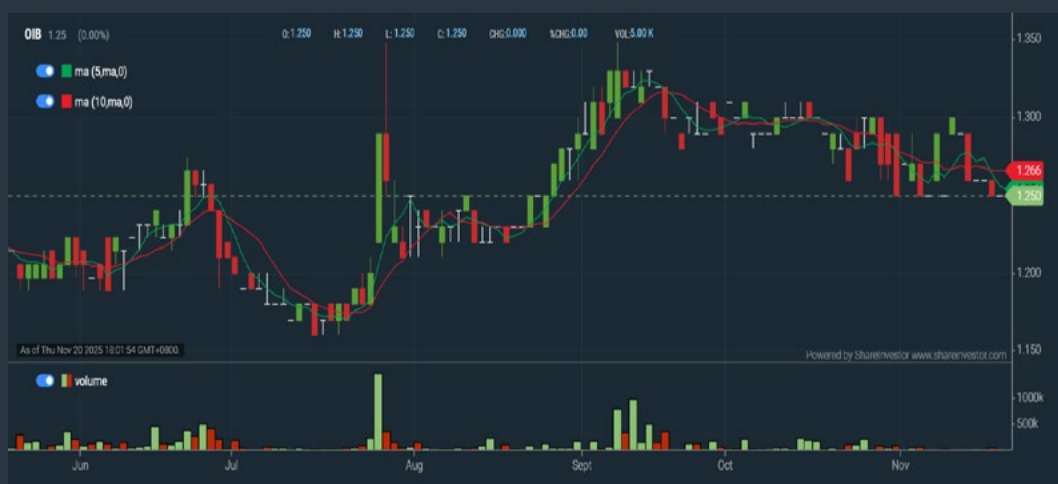 OIB 1.25 (0.00%) O:1.250 H:1.250 L:1.250 C:1.250 CHG:0.000 %CHG:0.00 VOL:5.00 K
ma (5,ma,0)
ma (10,ma,0)
1.350
1.300
1.266
1.250
1.200
1.150
As of Thu Nov 20 2025 18:01:54 GMT+0800
Powered by ShareInvestor www.shareinvestor.com
volume
1000k
500k
Jun Jul Aug Sept Oct Nov